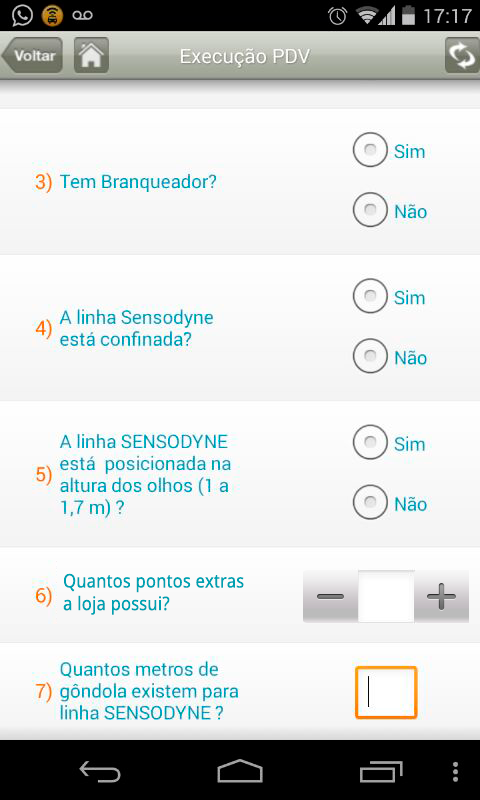 17:17
Voltar
Execução PDV
3) Tem Branqueador?
Sim
Não
4) A linha Sensodyne
está confinada?
Sim
Não
5) A linha SENSODYNE
está posicionada na
altura dos olhos (1 a
1,7 m) ?
Sim
Não
6) Quantos pontos extras
a loja possui?
7) Quantos metros de
gôndola existem para
linha SENSODYNE ?